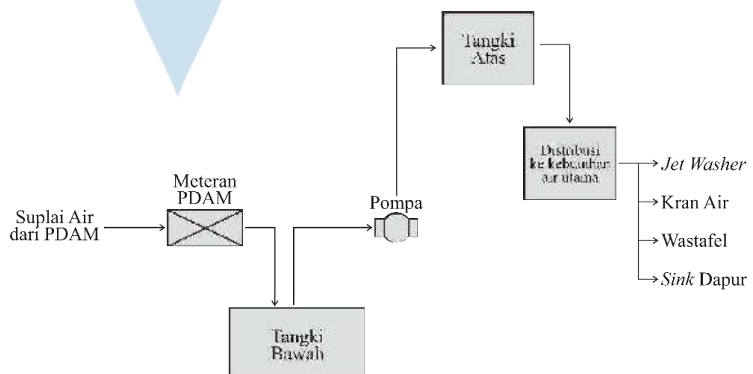 Tangki
Atas
Distribusi
ke kebutuhan
air utama
Jet Washer
Kran Air
Wastafel
Sink Dapur
Meteran
PDAM
Pompa
Suplai Air
dari PDAM
Tangki
Bawah